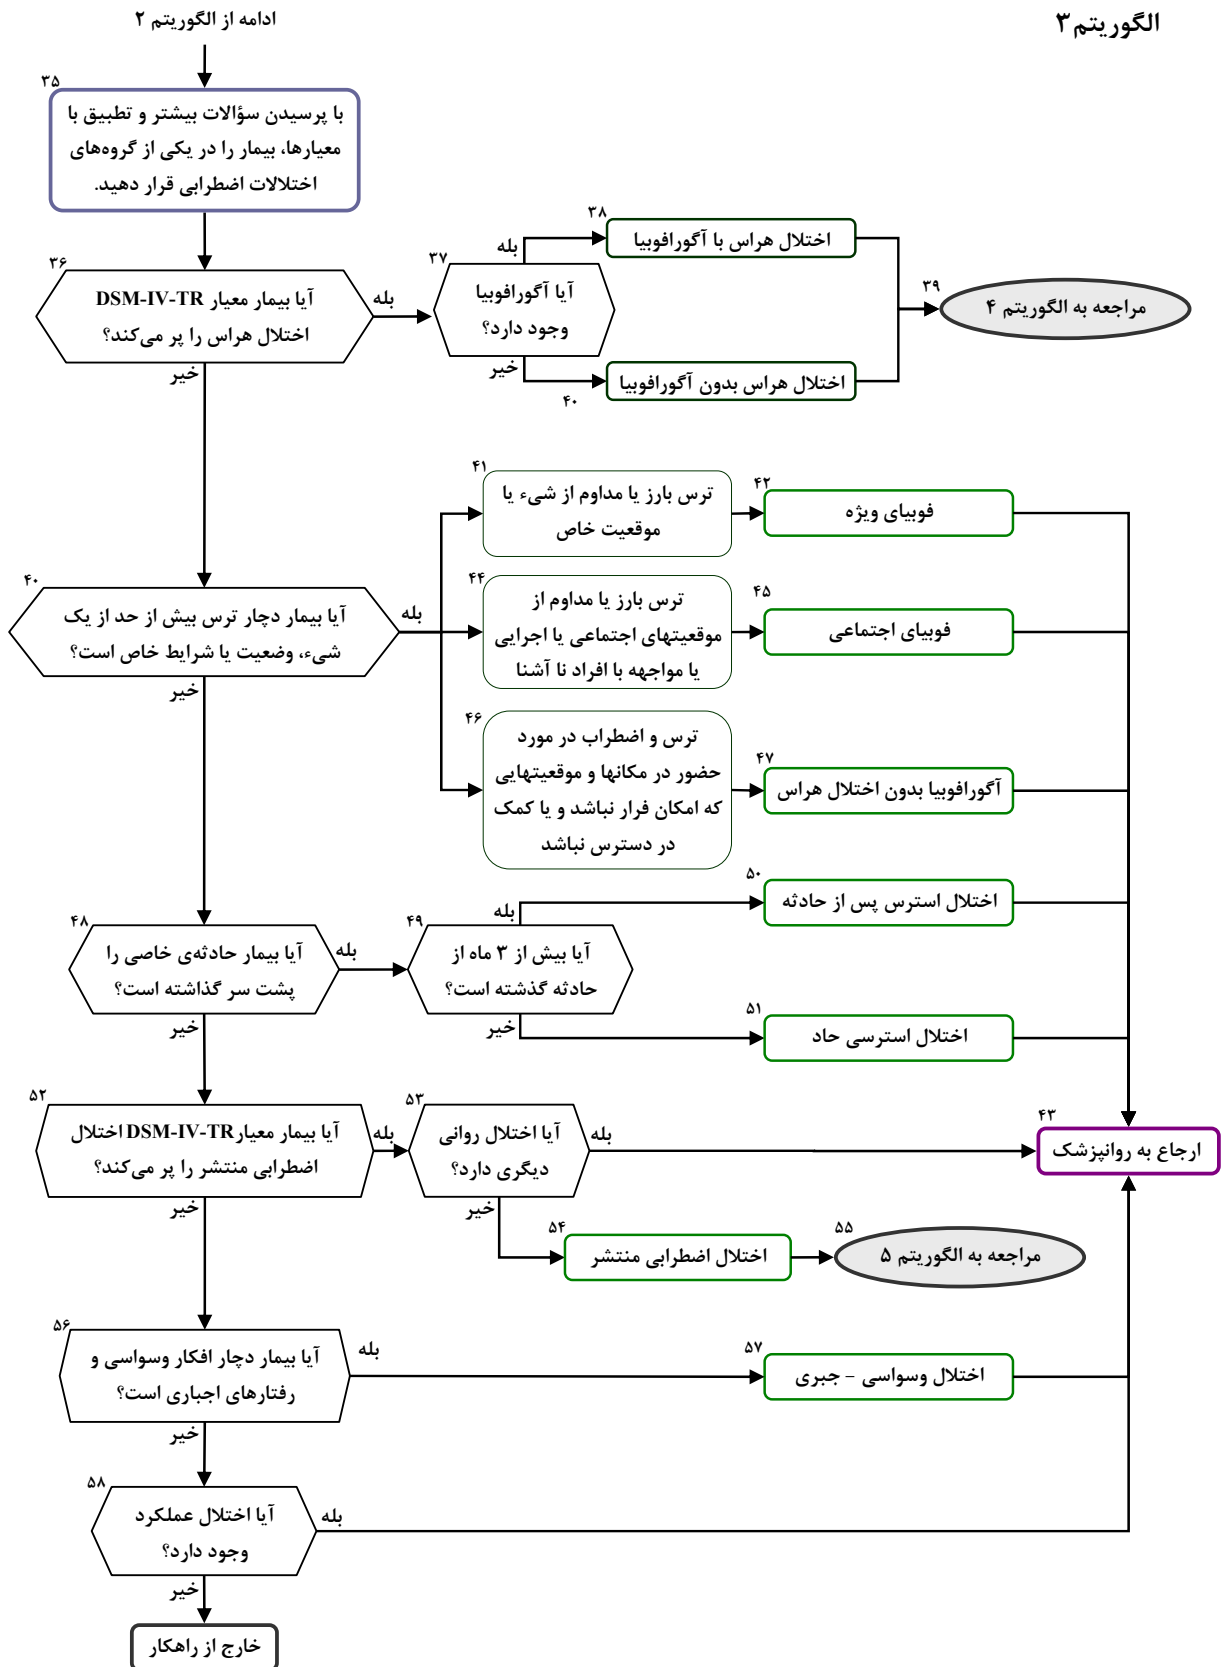 الگوریتم ۳
ادامه از الگوریتم ۲
۳۵
با پرسیدن سؤالات بیشتر و تطبیق با
معیارها، بیمار را در یکی از گروه‌های
اختلالات اضطرابی قرار دهید.
۳۶
آیا بیمار معیار DSM-IV-TR
اختلال هراس را پر می‌کند؟
بله
خیر
۳۷
آیا آگورافوبیا
وجود دارد؟
بله
خیر
۳۸
اختلال هراس با آگورافوبیا
۳۹
مراجعه به الگوریتم ۴
۴۰
اختلال هراس بدون آگورافوبیا
۴۰
آیا بیمار دچار ترس بیش از حد از یک
شیء، وضعیت یا شرایط خاص است؟
بله
خیر
۴۱
ترس بارز یا مداوم از شیء یا
موقعیت خاص
۴۲
فوبیای ویژه
۴۴
ترس بارز یا مداوم از
موقعیتهای اجتماعی یا اجرایی
یا مواجهه با افراد نا آشنا
۴۵
فوبیای اجتماعی
۴۶
ترس و اضطراب در مورد
حضور در مکانها و موقعیتهایی
که امکان فرار نباشد و یا کمک
در دسترس نباشد
۴۷
آگورافوبیا بدون اختلال هراس
۴۸
آیا بیمار حادثه‌ی خاصی را
پشت سر گذاشته است؟
بله
خیر
۴۹
آیا بیش از ۳ ماه از
حادثه گذشته است؟
بله
خیر
۵۰
اختلال استرس پس از حادثه
۵۱
اختلال استرسی حاد
۵۲
آیا بیمار معیارDSM-IV-TR اختلال
اضطرابی منتشر را پر می‌کند؟
بله
خیر
۵۳
آیا اختلال روانی
دیگری دارد؟
بله
خیر
۴۳
ارجاع به روانپزشک
۵۴
اختلال اضطرابی منتشر
۵۵
مراجعه به الگوریتم ۵
۵۶
آیا بیمار دچار افکار وسواسی و
رفتارهای اجباری است؟
بله
خیر
۵۷
اختلال وسواسی – جبری
۵۸
آیا اختلال عملکرد
وجود دارد؟
بله
خیر
خارج از راهکار